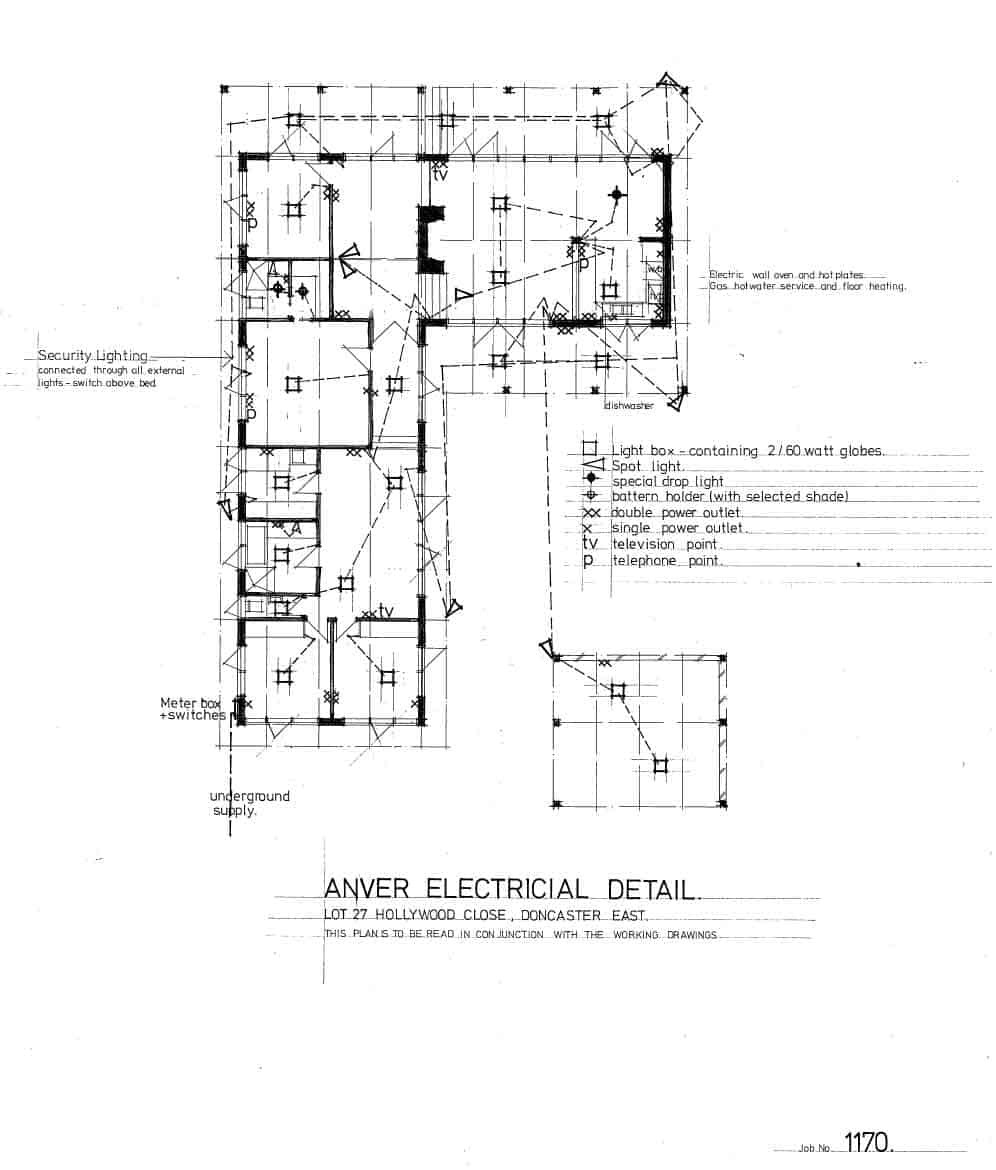 tv
p
p
wo
hp
Electric wall oven and hotplates.
Gas hotwater service and floor heating.
Security Lighting
connected through all external
lights - switch above bed.
p
dishwasher
Light box - containing 2/60 watt globes.
Spot light.
special drop light
battern holder (with selected shade)
xx double power outlet.
x single power outlet.
tv television point.
p telephone point.
tv
Meter box
+switches
underground
supply.
ANVER ELECTRICIAL DETAIL.
LOT 27 HOLLYWOOD CLOSE, DONCASTER EAST.
THIS PLAN IS TO BE READ IN CONJUNCTION WITH THE WORKING DRAWINGS
Job No. 1170.